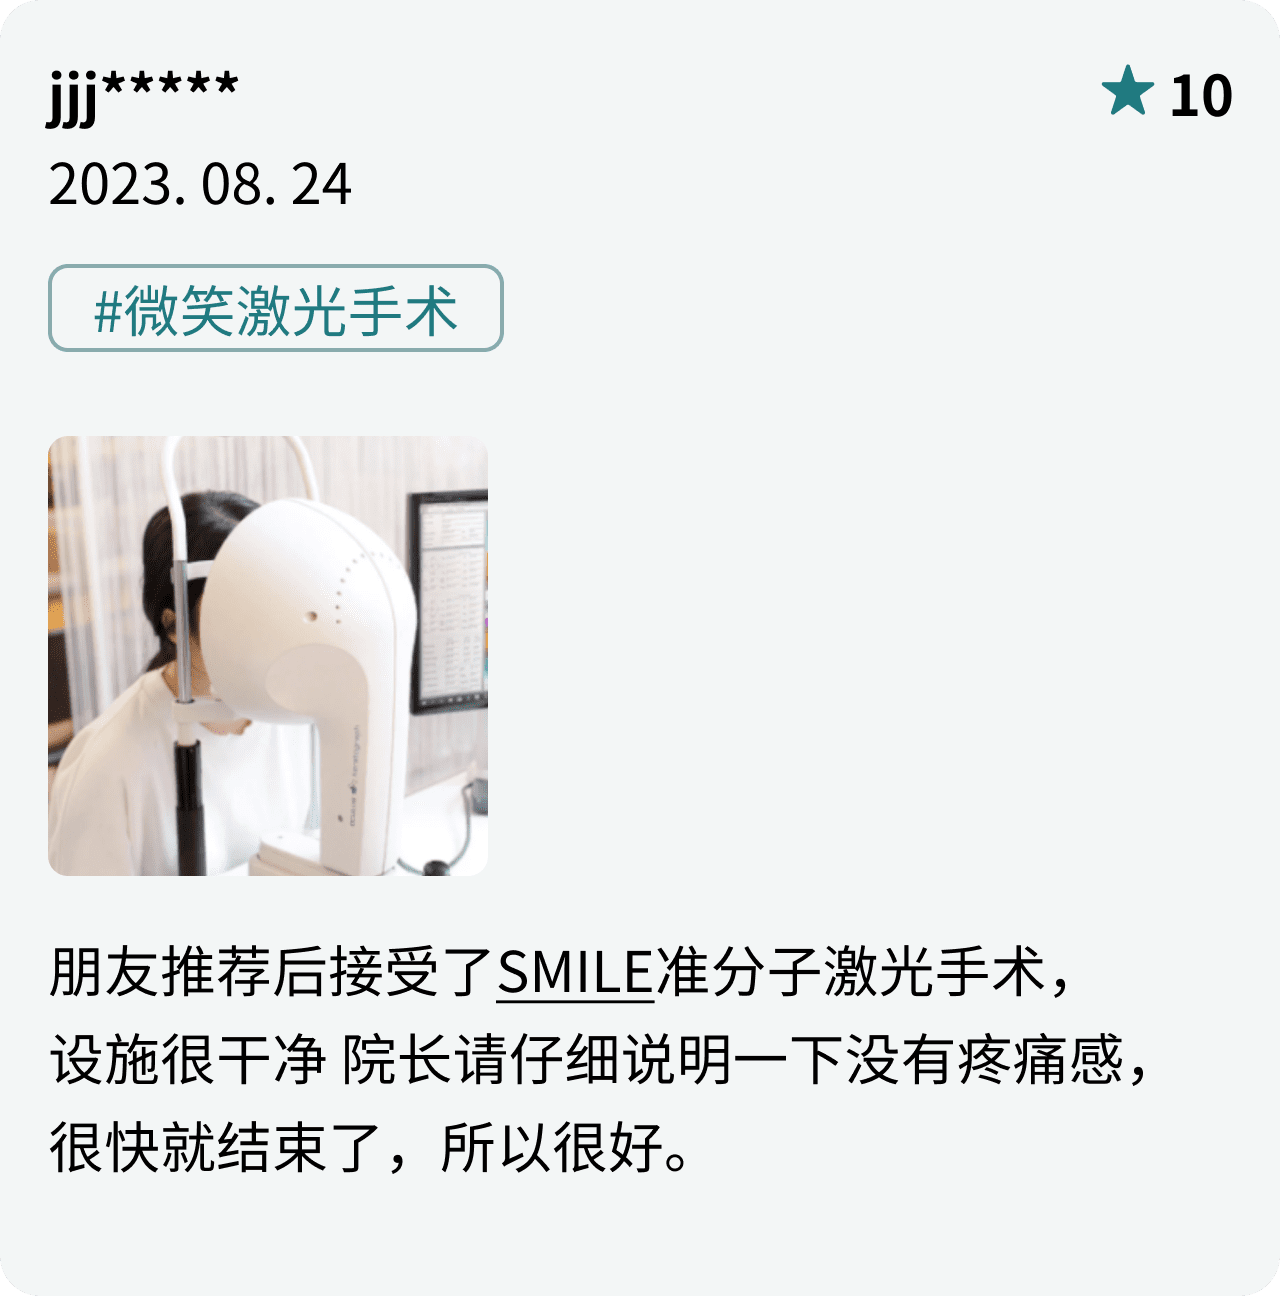 jjj*****
★ 10
2023. 08. 24
#微笑激光手术
朋友推荐后接受了SMILE准分子激光手术，
设施很干净 院长请仔细说明一下没有疼痛感，
很快就结束了，所以很好。